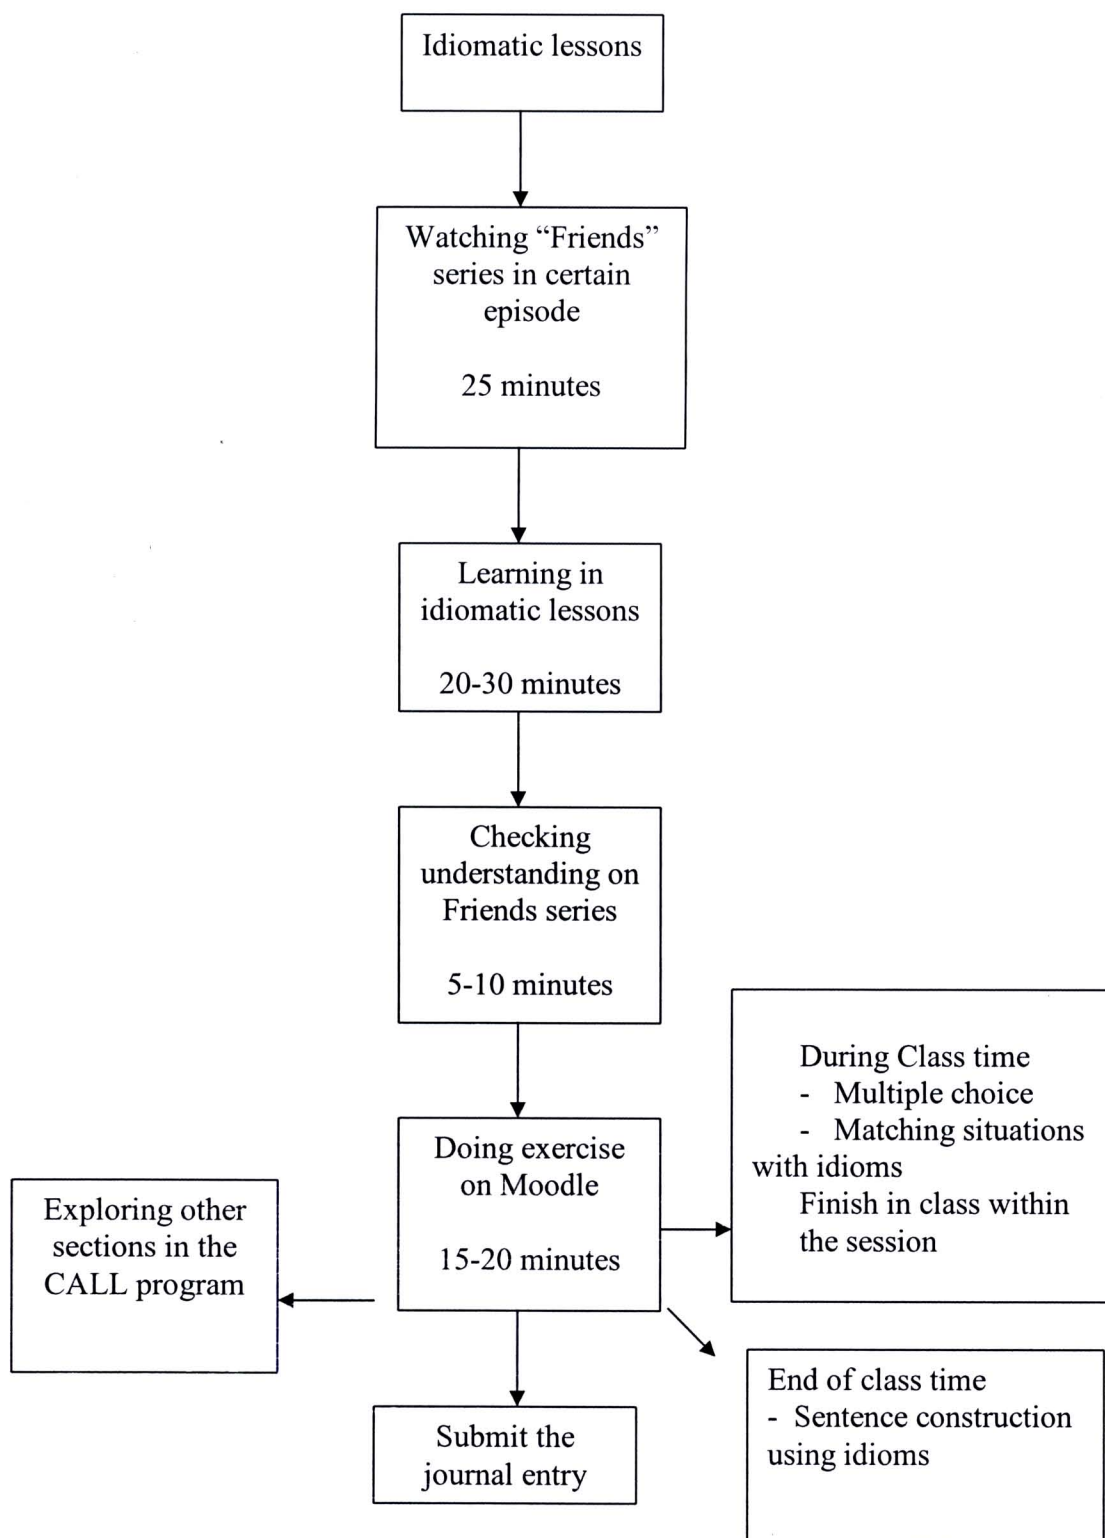 Idiomatic lessons
Watching “Friends”
series in certain
episode
25 minutes
Learning in
idiomatic lessons
20-30 minutes
Checking
understanding on
Friends series
5-10 minutes
Doing exercise
on Moodle
15-20 minutes
During Class time
- Multiple choice
- Matching situations
with idioms
Finish in class within
the session
Exploring other
sections in the
CALL program
End of class time
- Sentence construction
using idioms
Submit the
journal entry